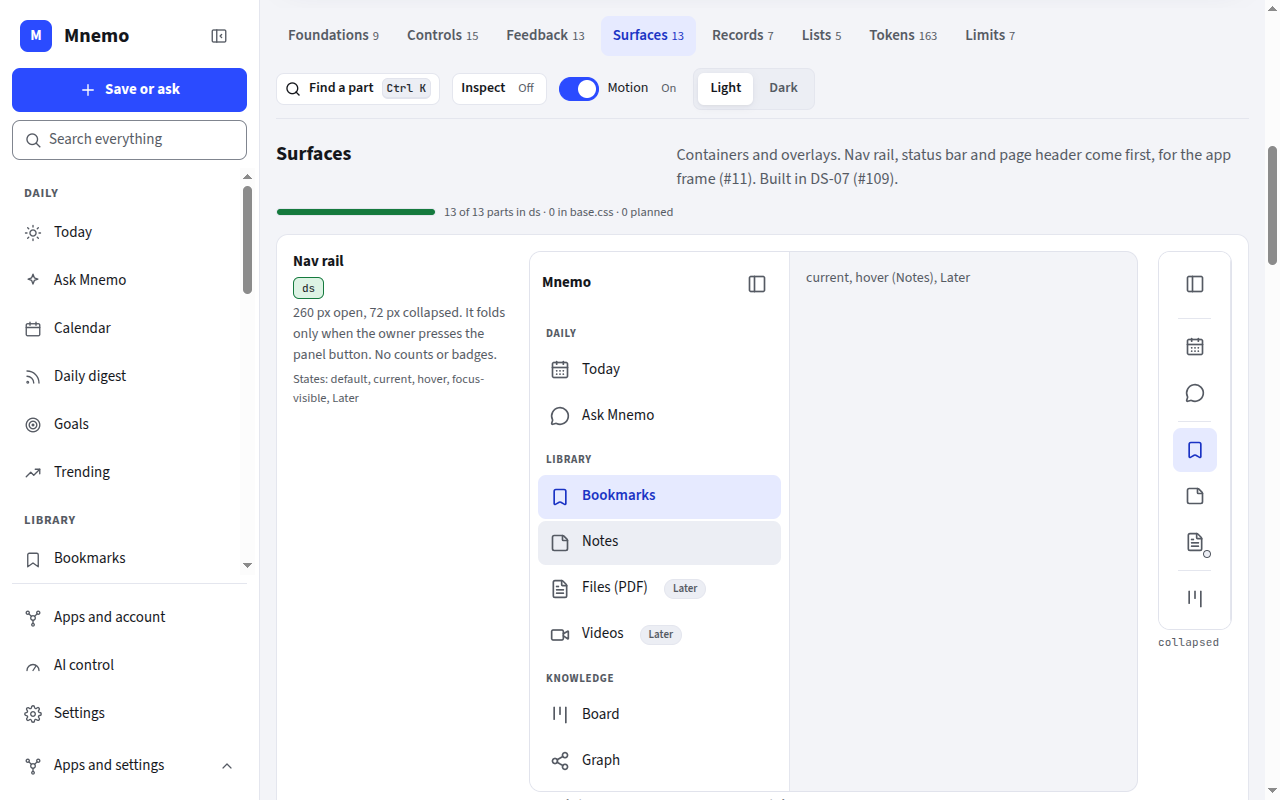 M Mnemo
Save or ask
Search everything
DAILY
Today
Ask Mnemo
Calendar
Daily digest
Goals
Trending
LIBRARY
Bookmarks
Apps and account
AI control
Settings
Apps and settings
Foundations 9 Controls 15 Feedback 13 Surfaces 13 Records 7 Lists 5 Tokens 163 Limits 7
Find a part Ctrl K Inspect Off Motion On Light Dark
Surfaces
Containers and overlays. Nav rail, status bar and page header come first, for the app
frame (#11). Built in DS-07 (#109).
13 of 13 parts in ds · 0 in base.css · 0 planned
Nav rail
ds
260 px open, 72 px collapsed. It folds
only when the owner presses the
panel button. No counts or badges.
States: default, current, hover, focus-
visible, Later
Mnemo
DAILY
Today
Ask Mnemo
LIBRARY
Bookmarks
Notes
Files (PDF) Later
Videos Later
KNOWLEDGE
Board
Graph
current, hover (Notes), Later
collapsed